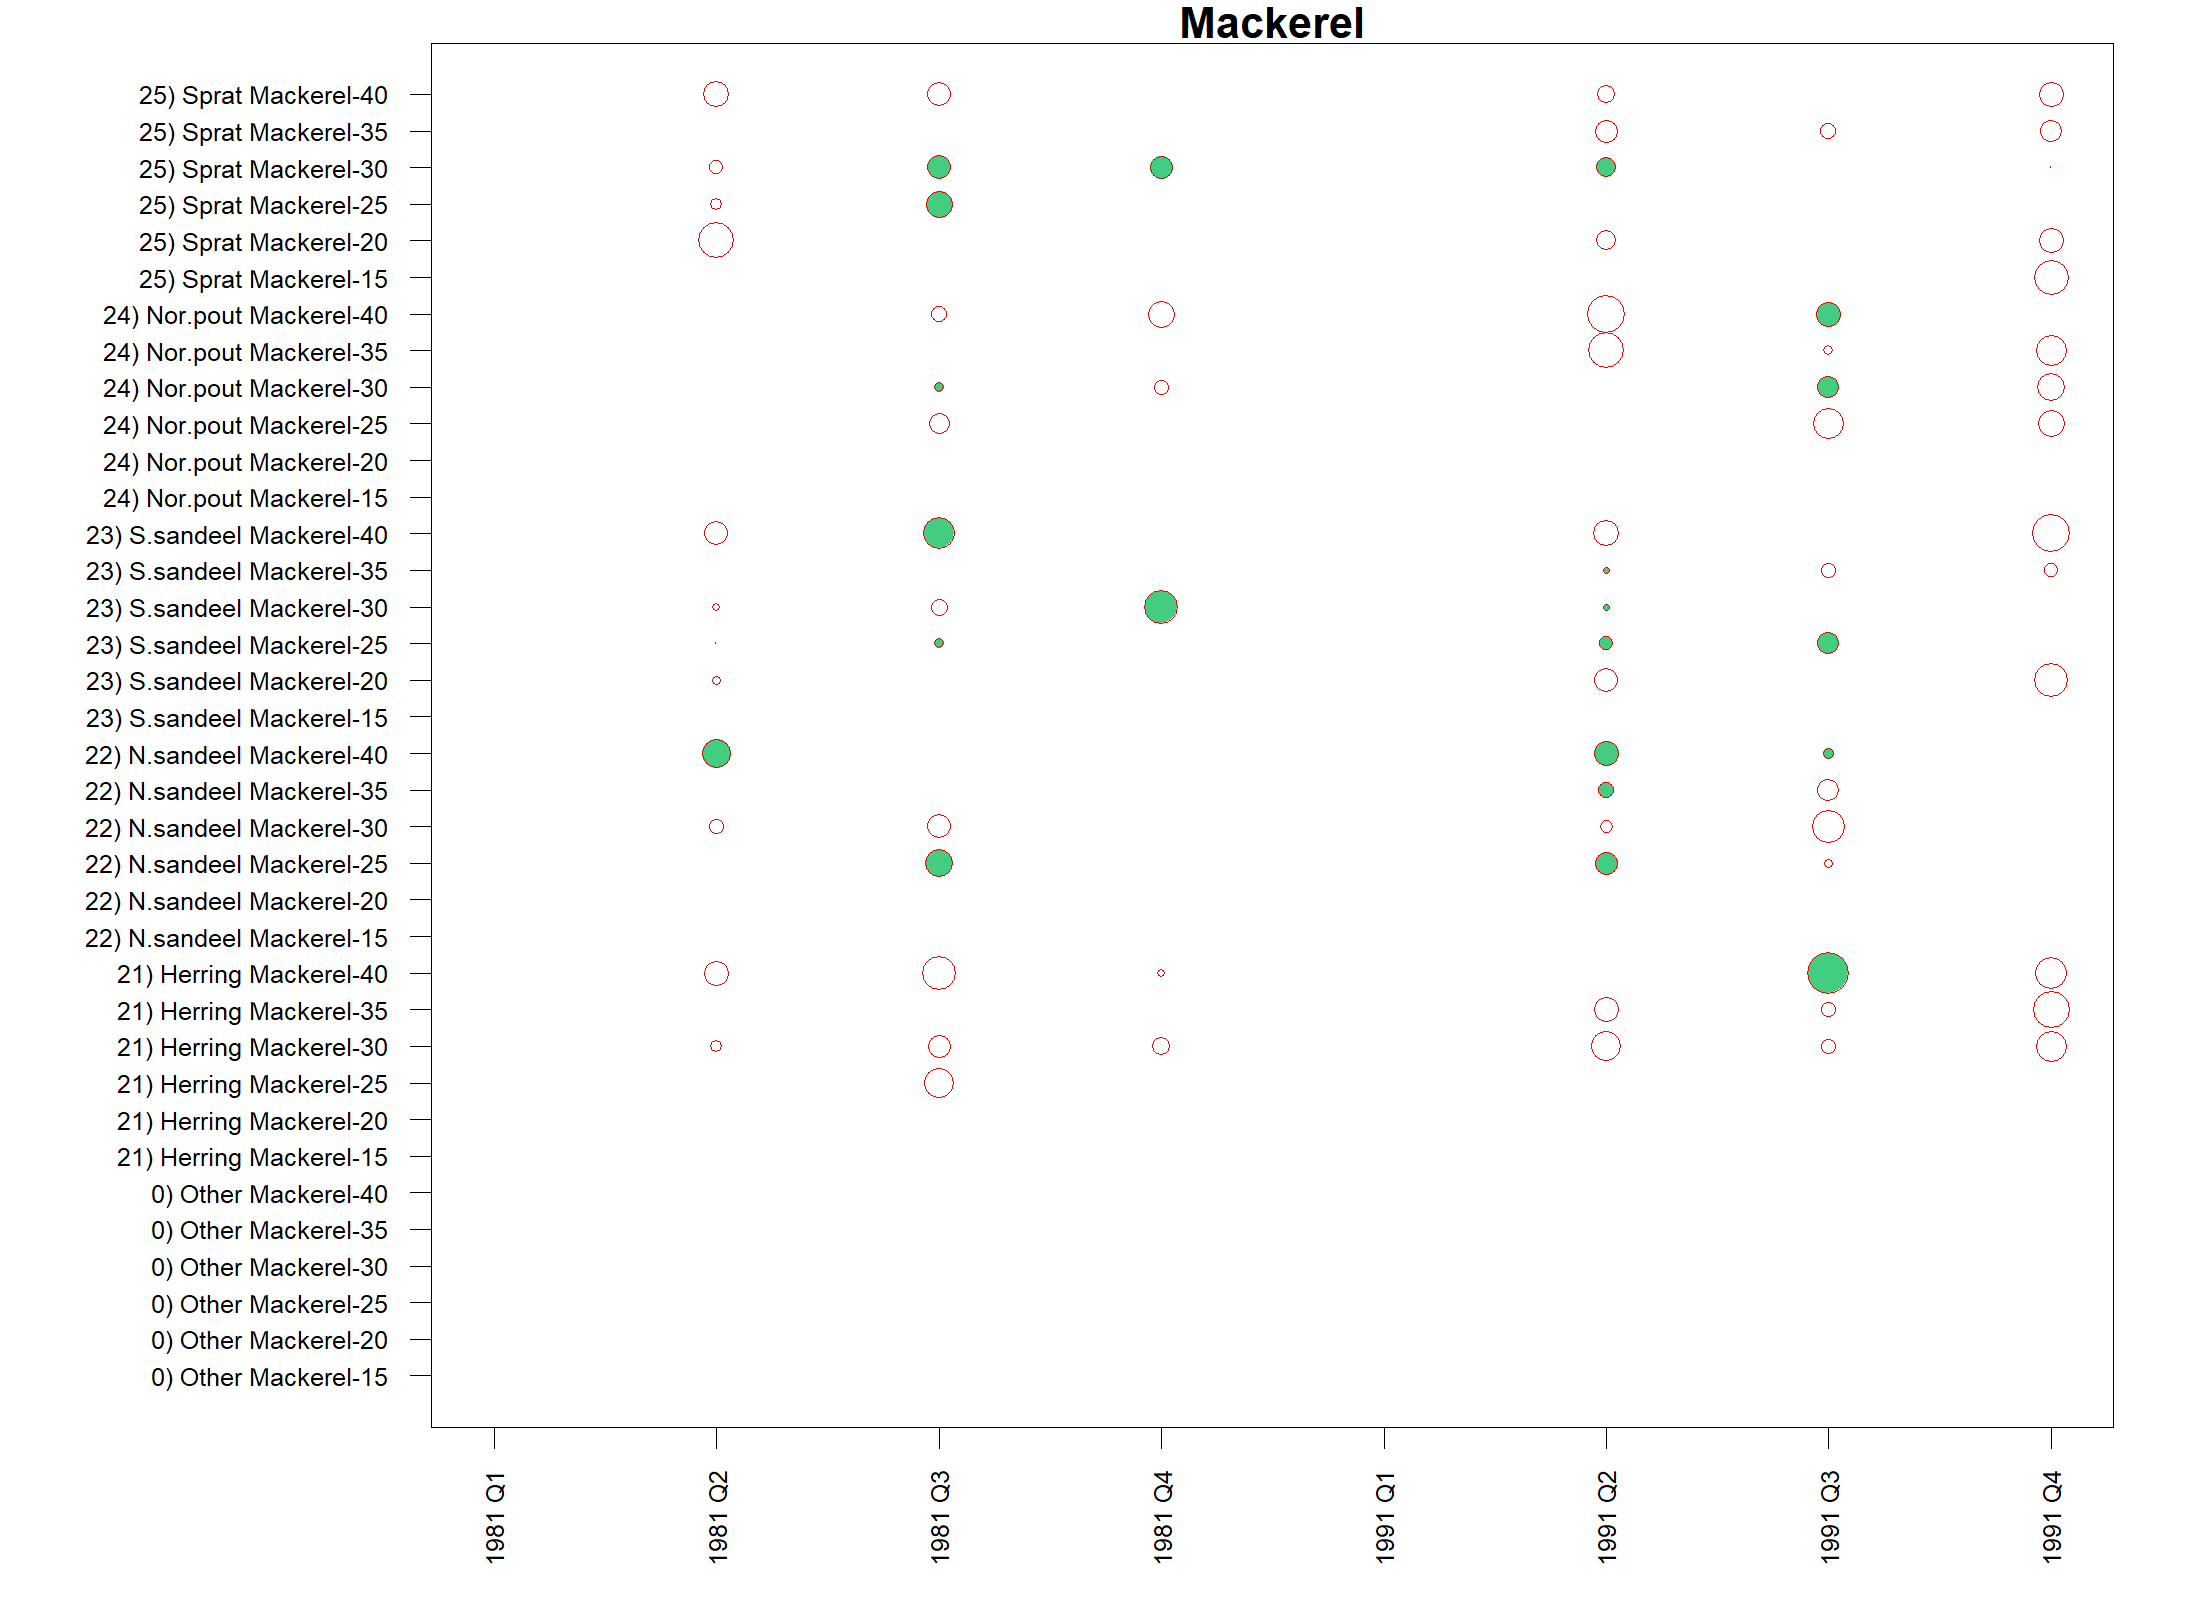 Mackerel
25) Sprat Mackerel-40
25) Sprat Mackerel-35
25) Sprat Mackerel-30
25) Sprat Mackerel-25
25) Sprat Mackerel-20
25) Sprat Mackerel-15
24) Nor.pout Mackerel-40
24) Nor.pout Mackerel-35
24) Nor.pout Mackerel-30
24) Nor.pout Mackerel-25
24) Nor.pout Mackerel-20
24) Nor.pout Mackerel-15
23) S.sandeel Mackerel-40
23) S.sandeel Mackerel-35
23) S.sandeel Mackerel-30
23) S.sandeel Mackerel-25
23) S.sandeel Mackerel-20
23) S.sandeel Mackerel-15
22) N.sandeel Mackerel-40
22) N.sandeel Mackerel-35
22) N.sandeel Mackerel-30
22) N.sandeel Mackerel-25
22) N.sandeel Mackerel-20
22) N.sandeel Mackerel-15
21) Herring Mackerel-40
21) Herring Mackerel-35
21) Herring Mackerel-30
21) Herring Mackerel-25
21) Herring Mackerel-20
21) Herring Mackerel-15
0) Other Mackerel-40
0) Other Mackerel-35
0) Other Mackerel-30
0) Other Mackerel-25
0) Other Mackerel-20
0) Other Mackerel-15
1981 Q1
1981 Q2
1981 Q3
1981 Q4
1991 Q1
1991 Q2
1991 Q3
1991 Q4